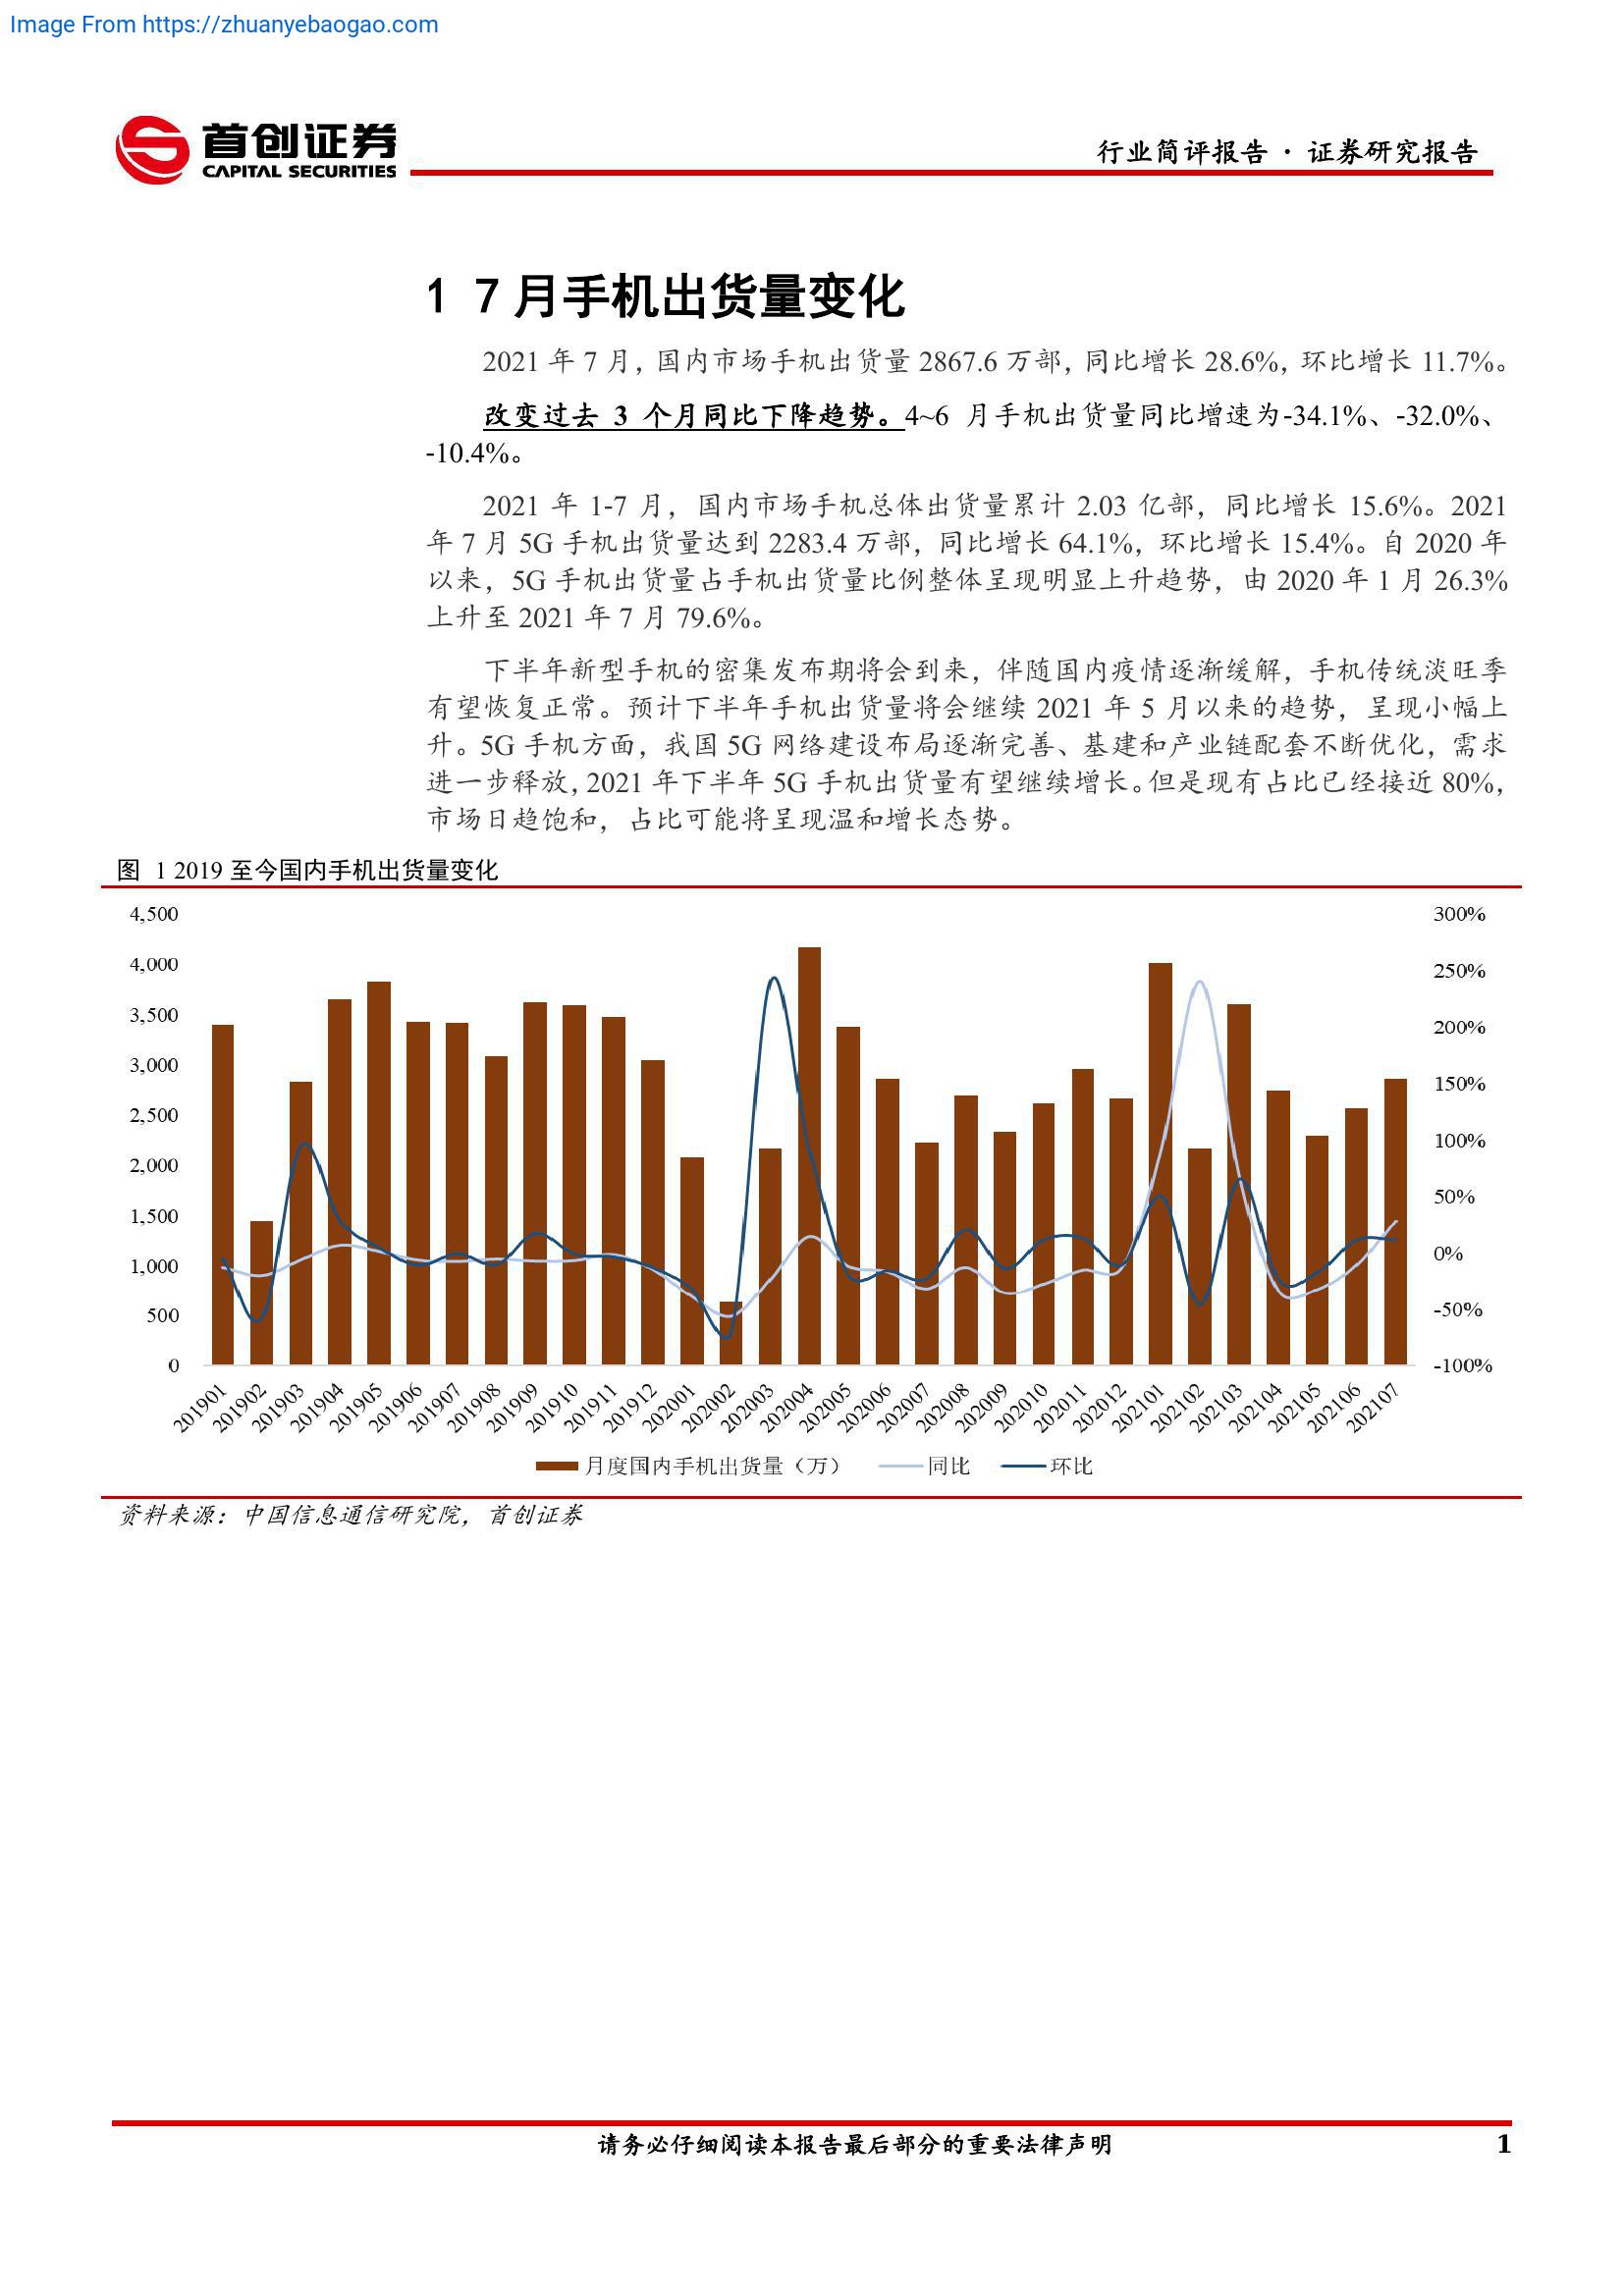 Image From https://zhuanyebaogao.com
首创证券
CAPITAL SECURITIES
行业简评报告 · 证券研究报告
1 7 月手机出货量变化
2021 年 7 月，国内市场手机出货量 2867.6 万部，同比增长 28.6%，环比增长 11.7%。
改变过去 3 个月同比下降趋势。4~6 月手机出货量同比增速为-34.1%、-32.0%、
-10.4%。
2021 年 1-7 月，国内市场手机总体出货量累计 2.03 亿部，同比增长 15.6%。2021
年 7 月 5G 手机出货量达到 2283.4 万部，同比增长 64.1%，环比增长 15.4%。自 2020 年
以来，5G 手机出货量占手机出货量比例整体呈现明显上升趋势，由 2020 年 1 月 26.3%
上升至 2021 年 7 月 79.6%。
下半年新型手机的密集发布期将会到来，伴随国内疫情逐渐缓解，手机传统淡旺季
有望恢复正常。预计下半年手机出货量将会继续 2021 年 5 月以来的趋势，呈现小幅上
升。5G 手机方面，我国 5G 网络建设布局逐渐完善、基建和产业链配套不断优化，需求
进一步释放，2021 年下半年 5G 手机出货量有望继续增长。但是现有占比已经接近 80%，
市场日趋饱和，占比可能将呈现温和增长态势。
图 1 2019 至今国内手机出货量变化
4,500
4,000
3,500
3,000
2,500
2,000
1,500
1,000
500
0
300%
250%
200%
150%
100%
50%
0%
-50%
-100%
201901 201902 201903 201904 201905 201906 201907 201908 201909 201910 201911 201912 202001 202002 202003 202004 202005 202006 202007 202008 202009 202010 202011 202012 202101 202102 202103 202104 202105 202106 202107
月度国内手机出货量（万） 同比 环比
资料来源：中国信息通信研究院，首创证券
请务必仔细阅读本报告最后部分的重要法律声明 1